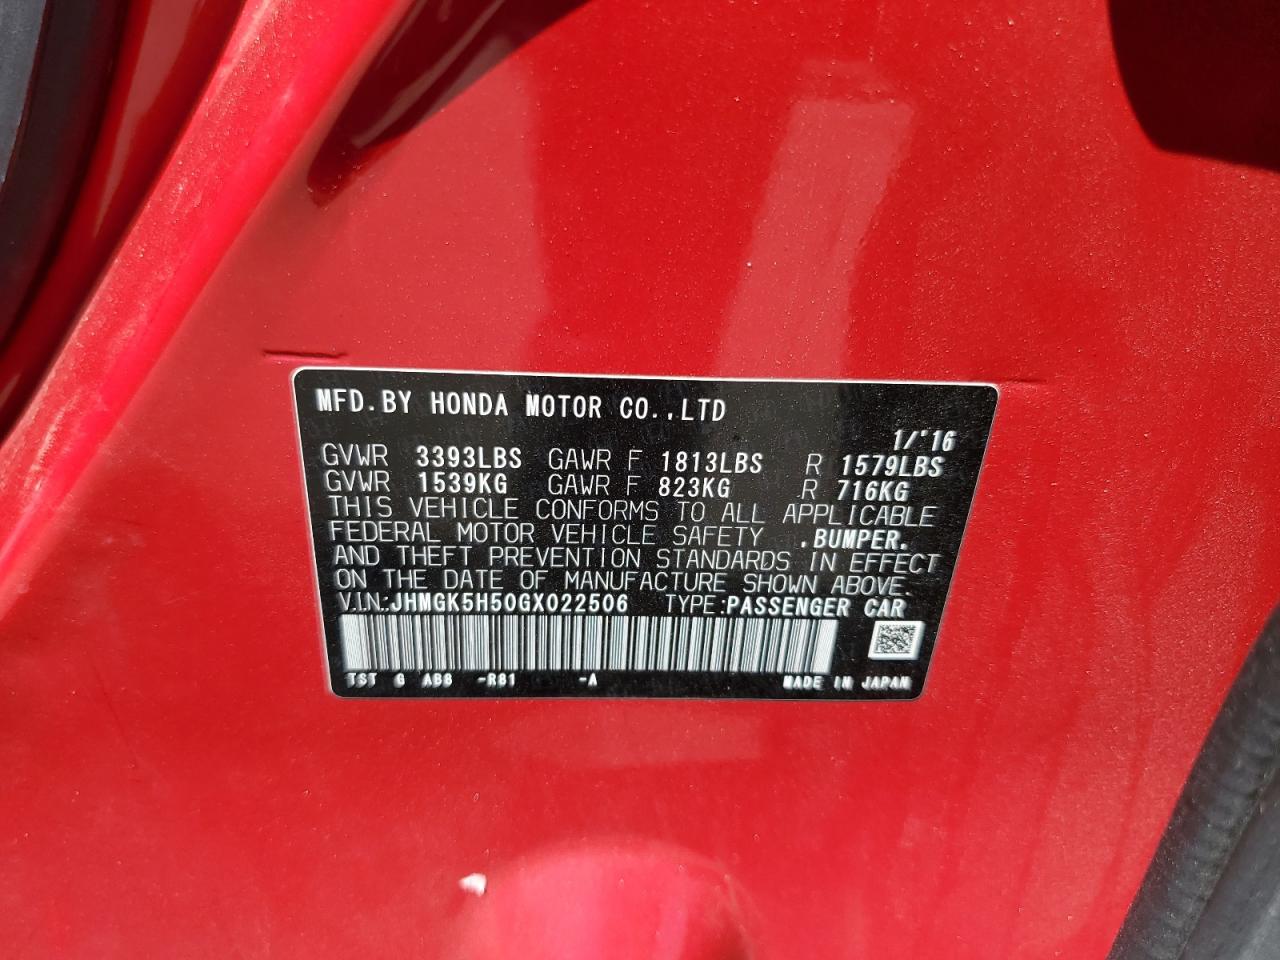 MFD.BY HONDA MOTOR CO.,LTD
1/'16
GVWR 3393LBS GAWR F 1813LBS R 1579LBS
GVWR 1539KG GAWR F 823KG R 716KG
THIS VEHICLE CONFORMS TO ALL APPLICABLE
FEDERAL MOTOR VEHICLE SAFETY ,BUMPER,
AND THEFT PREVENTION STANDARDS IN EFFECT
ON THE DATE OF MANUFACTURE SHOWN ABOVE.
V.I.N.:JHMGK5H50GX022506 TYPE:PASSENGER CAR
TST G AB8 -R81 -A MADE IN JAPAN